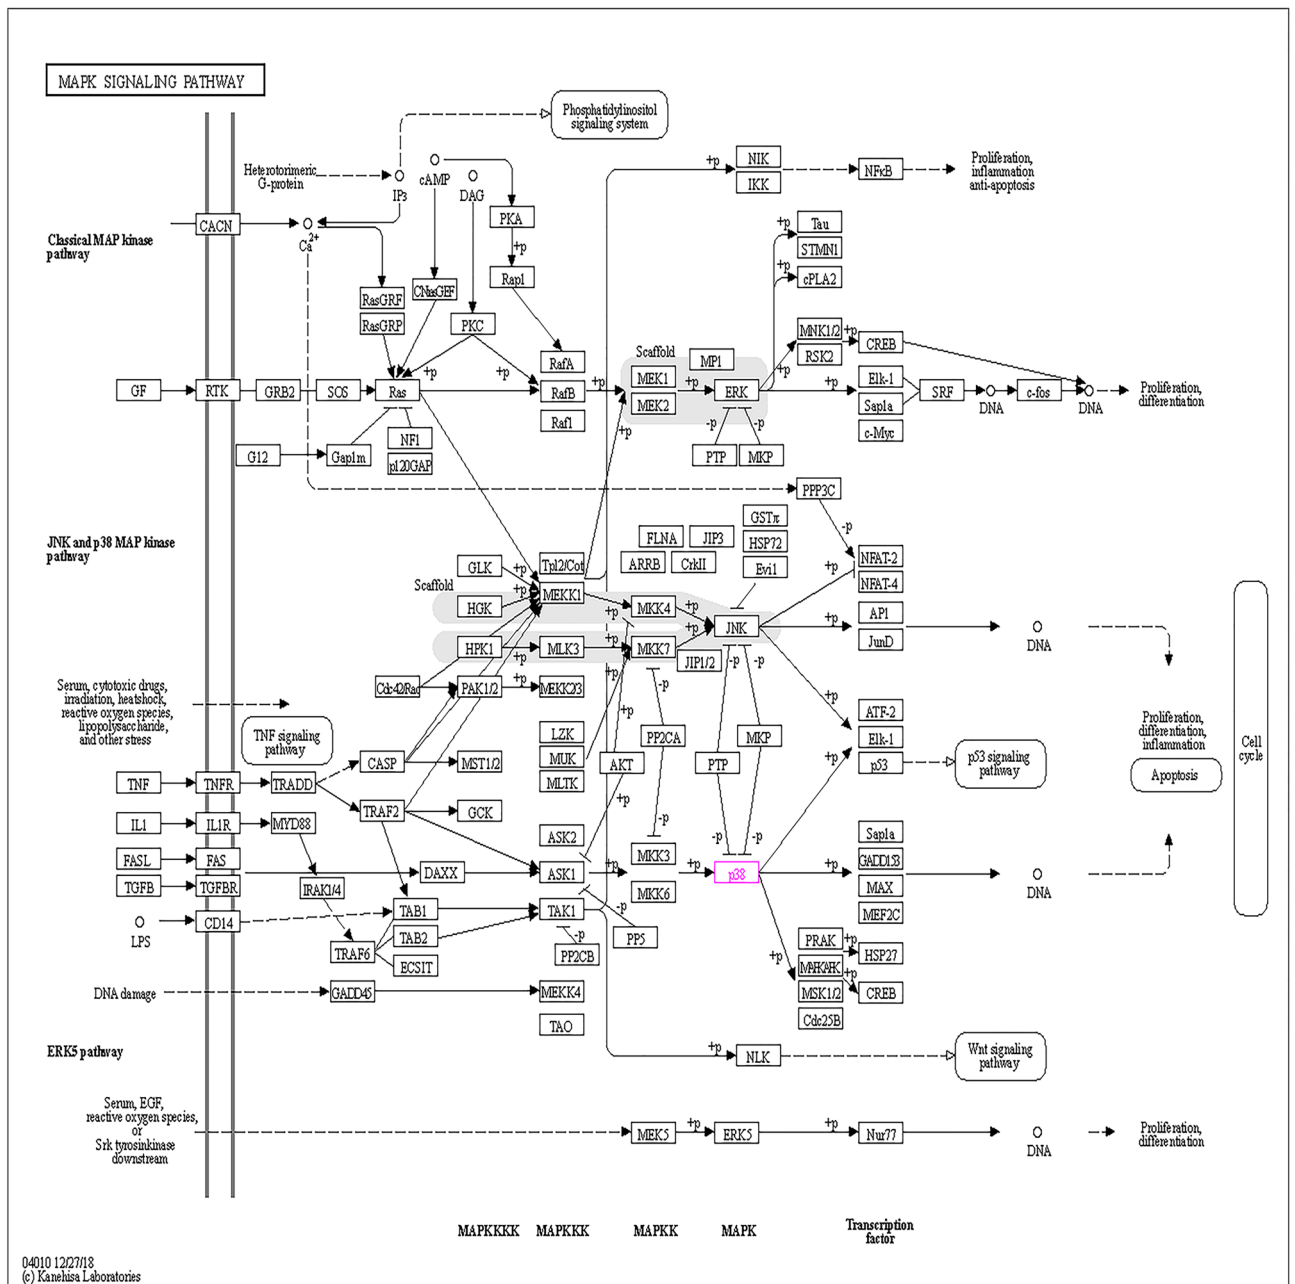 MAPK SIGNALING PATHWAY
Phosphatidylinositol
signaling system
Heterotorimeric
G-protein
IP3
cAMP
DAG
+p
NIK
IKK
NFκB
Proliferation,
inflammation
anti-apoptosis
CACN
Ca2+
PKA
+p
Rap1
Classical MAP kinase
pathway
RasGRF
RasGRP
CNrasGEF
PKC
+p
Tau
STMN1
+p
cPLA2
RafA
Scaffold
MP1
MNK1/2
+p
RSK2
CREB
GF
RTK
GRB2
SOS
Ras
+p
+p
RafB
+p
MEK1
MEK2
+p
ERK
+p
+p
Elk-1
Sap1a
c-Myc
SRF
DNA
c-fos
DNA
Proliferation,
differentiation
Raf1
G12
Gap1m
NF1
p120GAP
+p
-p
-p
PTP
MKP
PPP3C
-p
JNK and p38 MAP kinase
pathway
FLNA
JIP3
ARRB
CrkII
GSTπ
HSP72
Evi1
NFAT-2
NFAT-4
+p
Scaffold
GLK
HGK
HPK1
+p
+p
+p
Tpl2/Cot
MEKK1
MLK3
+p
+p
MKK4
MKK7
+p
+p
JNK
JIP1/2
+p
AP1
JunD
DNA
Cdc42/Rac
+p
PAK1/2
+p
MEKK2/3
+p
-p
-p
-p
+p
Serum, cytotoxic drugs,
irradiation, heatshock,
reactive oxygen species,
lipopolysaccharide,
and other stress
TNF signaling
pathway
LZK
MUK
MLTK
+p
AKT
PP2CA
PTP
MKP
ATF-2
Elk-1
p53
p53 signaling
pathway
Proliferation,
differentiation,
inflammation
Apoptosis
Cell
cycle
CASP
MST1/2
+p
TNF
TNFR
TRADD
TRAF2
GCK
+p
IL1
IL1R
MYD88
ASK2
-p
-p
-p
FASL
FAS
DAXX
ASK1
+p
MKK3
MKK6
+p
p38
+p
Sap1a
GADD153
MAX
MEF2C
DNA
TGFB
TGFBR
IRAK1/4
LPS
CD14
TAB1
TAB2
ECSIT
TRAF6
TAK1
-p
-p
PP2CB
PP5
+p
PRAK
+p
MAPKAPK
+p
MSK1/2
Cdc25B
HSP27
CREB
DNA damage
GADD45
MEKK4
TAO
ERK5 pathway
+p
NLK
Wnt signaling
pathway
Serum, EGF,
reactive oxygen species,
or
Srk tyrosinkinase
downstream
MEK5
+p
ERK5
+p
Nur77
DNA
Proliferation,
differentiation
MAPKKKK
MAPKKK
MAPKK
MAPK
Transcription
factor
04010 12/27/18
(c) Kanehisa Laboratories